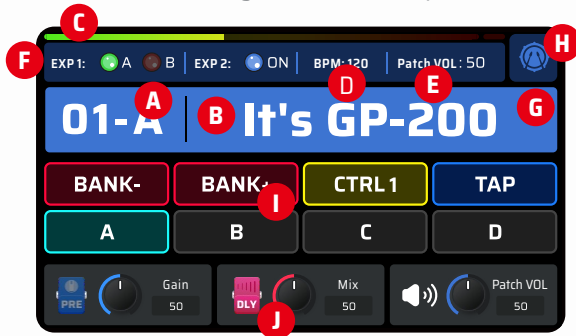 C
F EXP 1: A B EXP 2: ON BPM: 120 Patch VOL: 50 H
A D E
01-A B It's GP-200 G
BANK- BANK+ CTRL 1 TAP
I
A B C D
Gain Mix Patch VOL
PRE 50 DLY 50 50
J